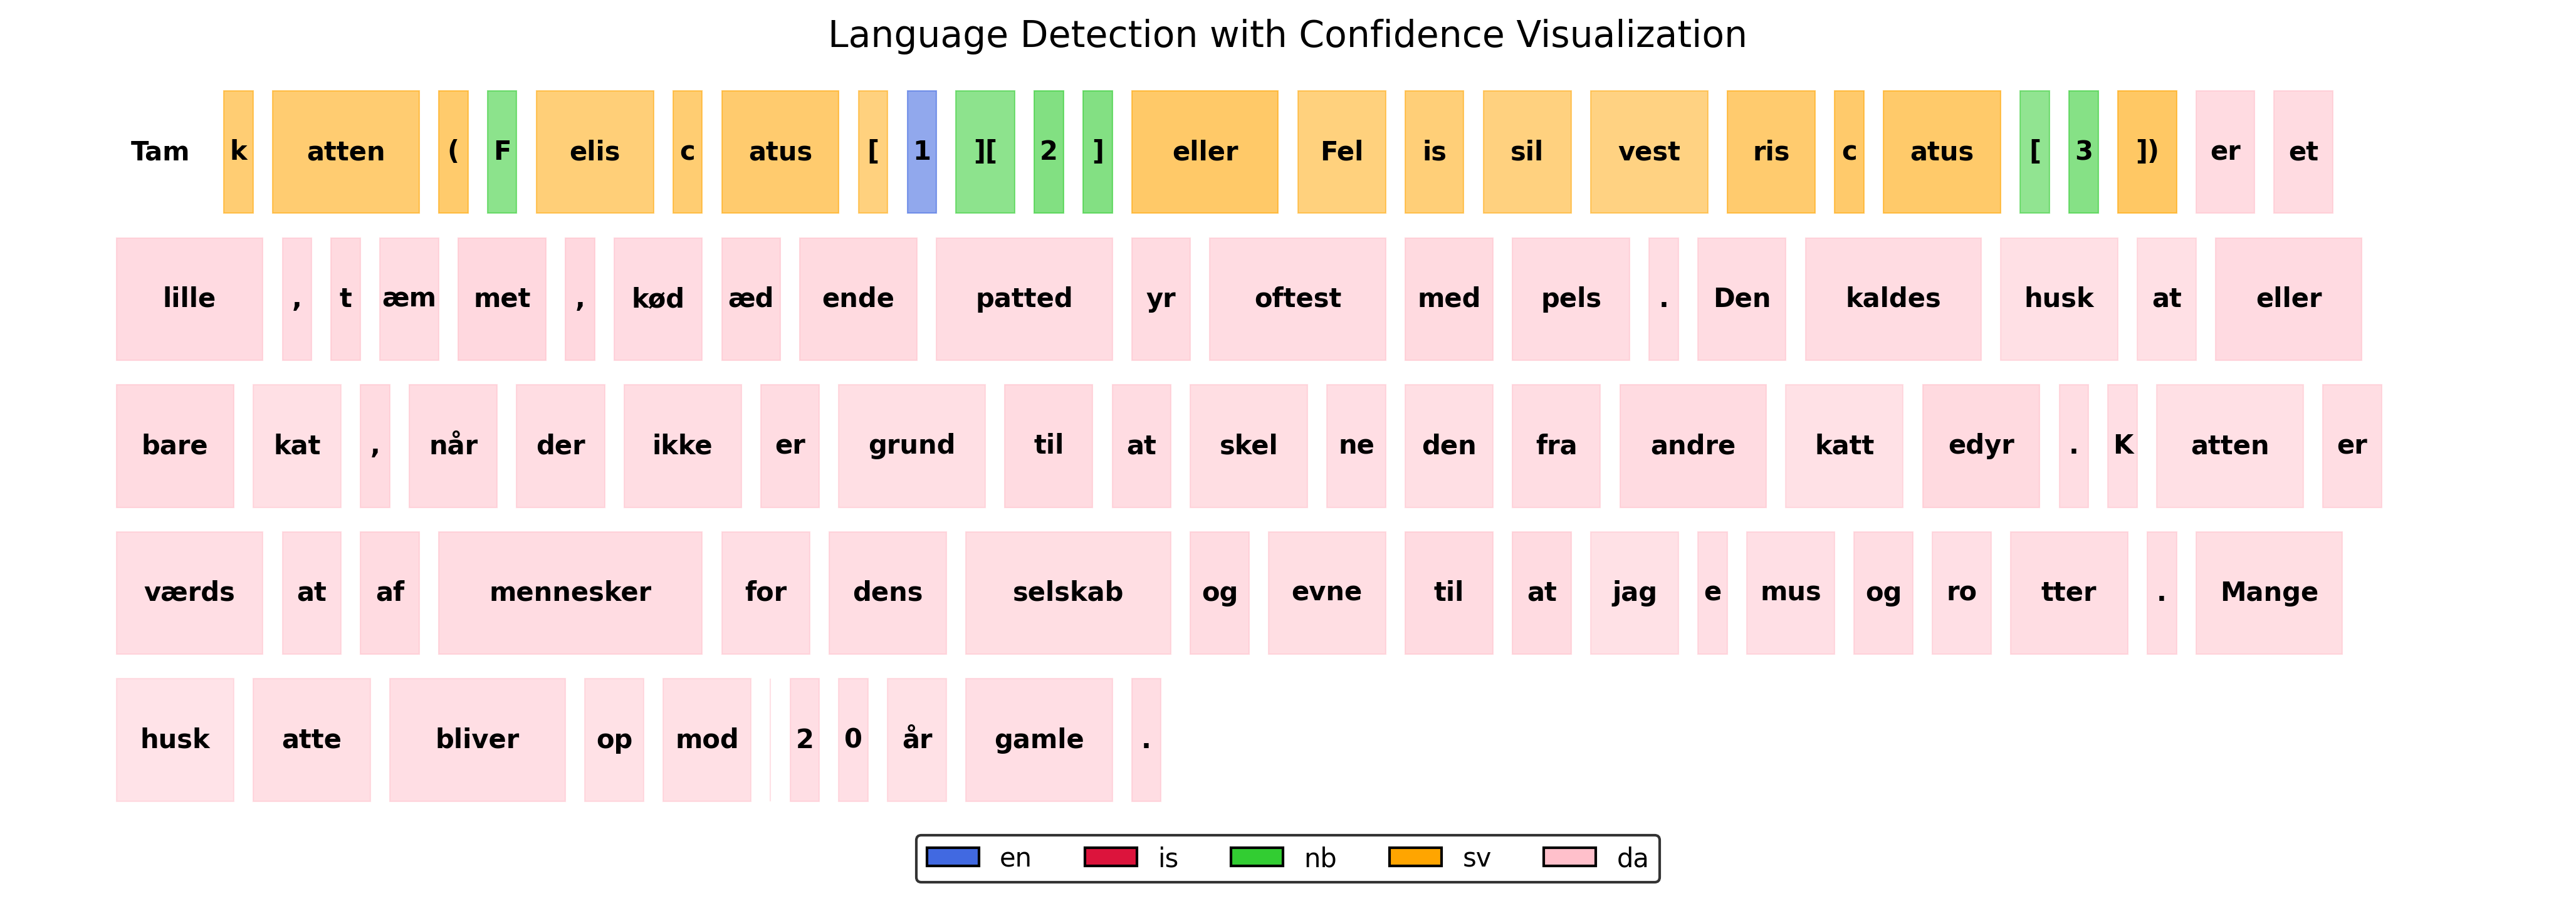 Language Detection with Confidence Visualization
Tam k atten ( F elis c atus [ 1 ][ 2 ] eller Fel is sil vest ris c atus [ 3 ]) er et
lille , t æm met , kød æd ende patted yr oftest med pels . Den kaldes husk at eller
bare kat , når der ikke er grund til at skel ne den fra andre katt edyr . K atten er
værds at af mennesker for dens selskab og evne til at jag e mus og ro tter . Mange
husk atte bliver op mod 2 0 år gamle .
en is nb sv da